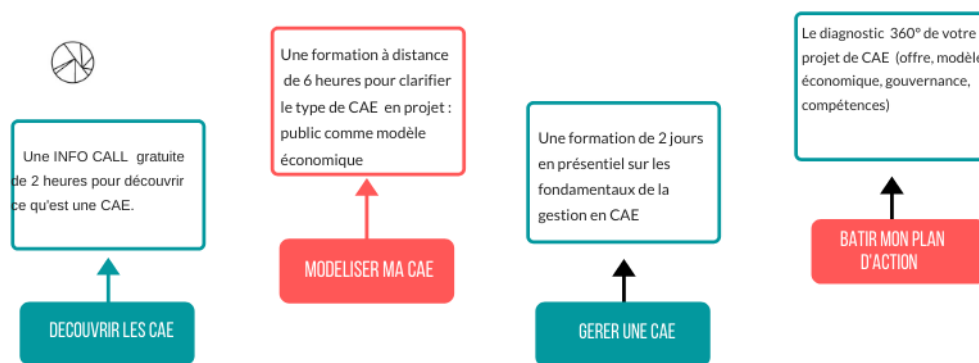 Une INFO CALL gratuite
de 2 heures pour découvrir
ce qu'est une CAE.
DECOUVRIR LES CAE
Une formation à distance
de 6 heures pour clarifier
le type de CAE en projet :
public comme modèle
économique
MODELISER MA CAE
Une formation de 2 jours
en présentiel sur les
fondamentaux de la
gestion en CAE
GERER UNE CAE
Le diagnostic 360° de votre
projet de CAE (offre, modèle
économique, gouvernance,
compétences)
BATIR MON PLAN
D'ACTION